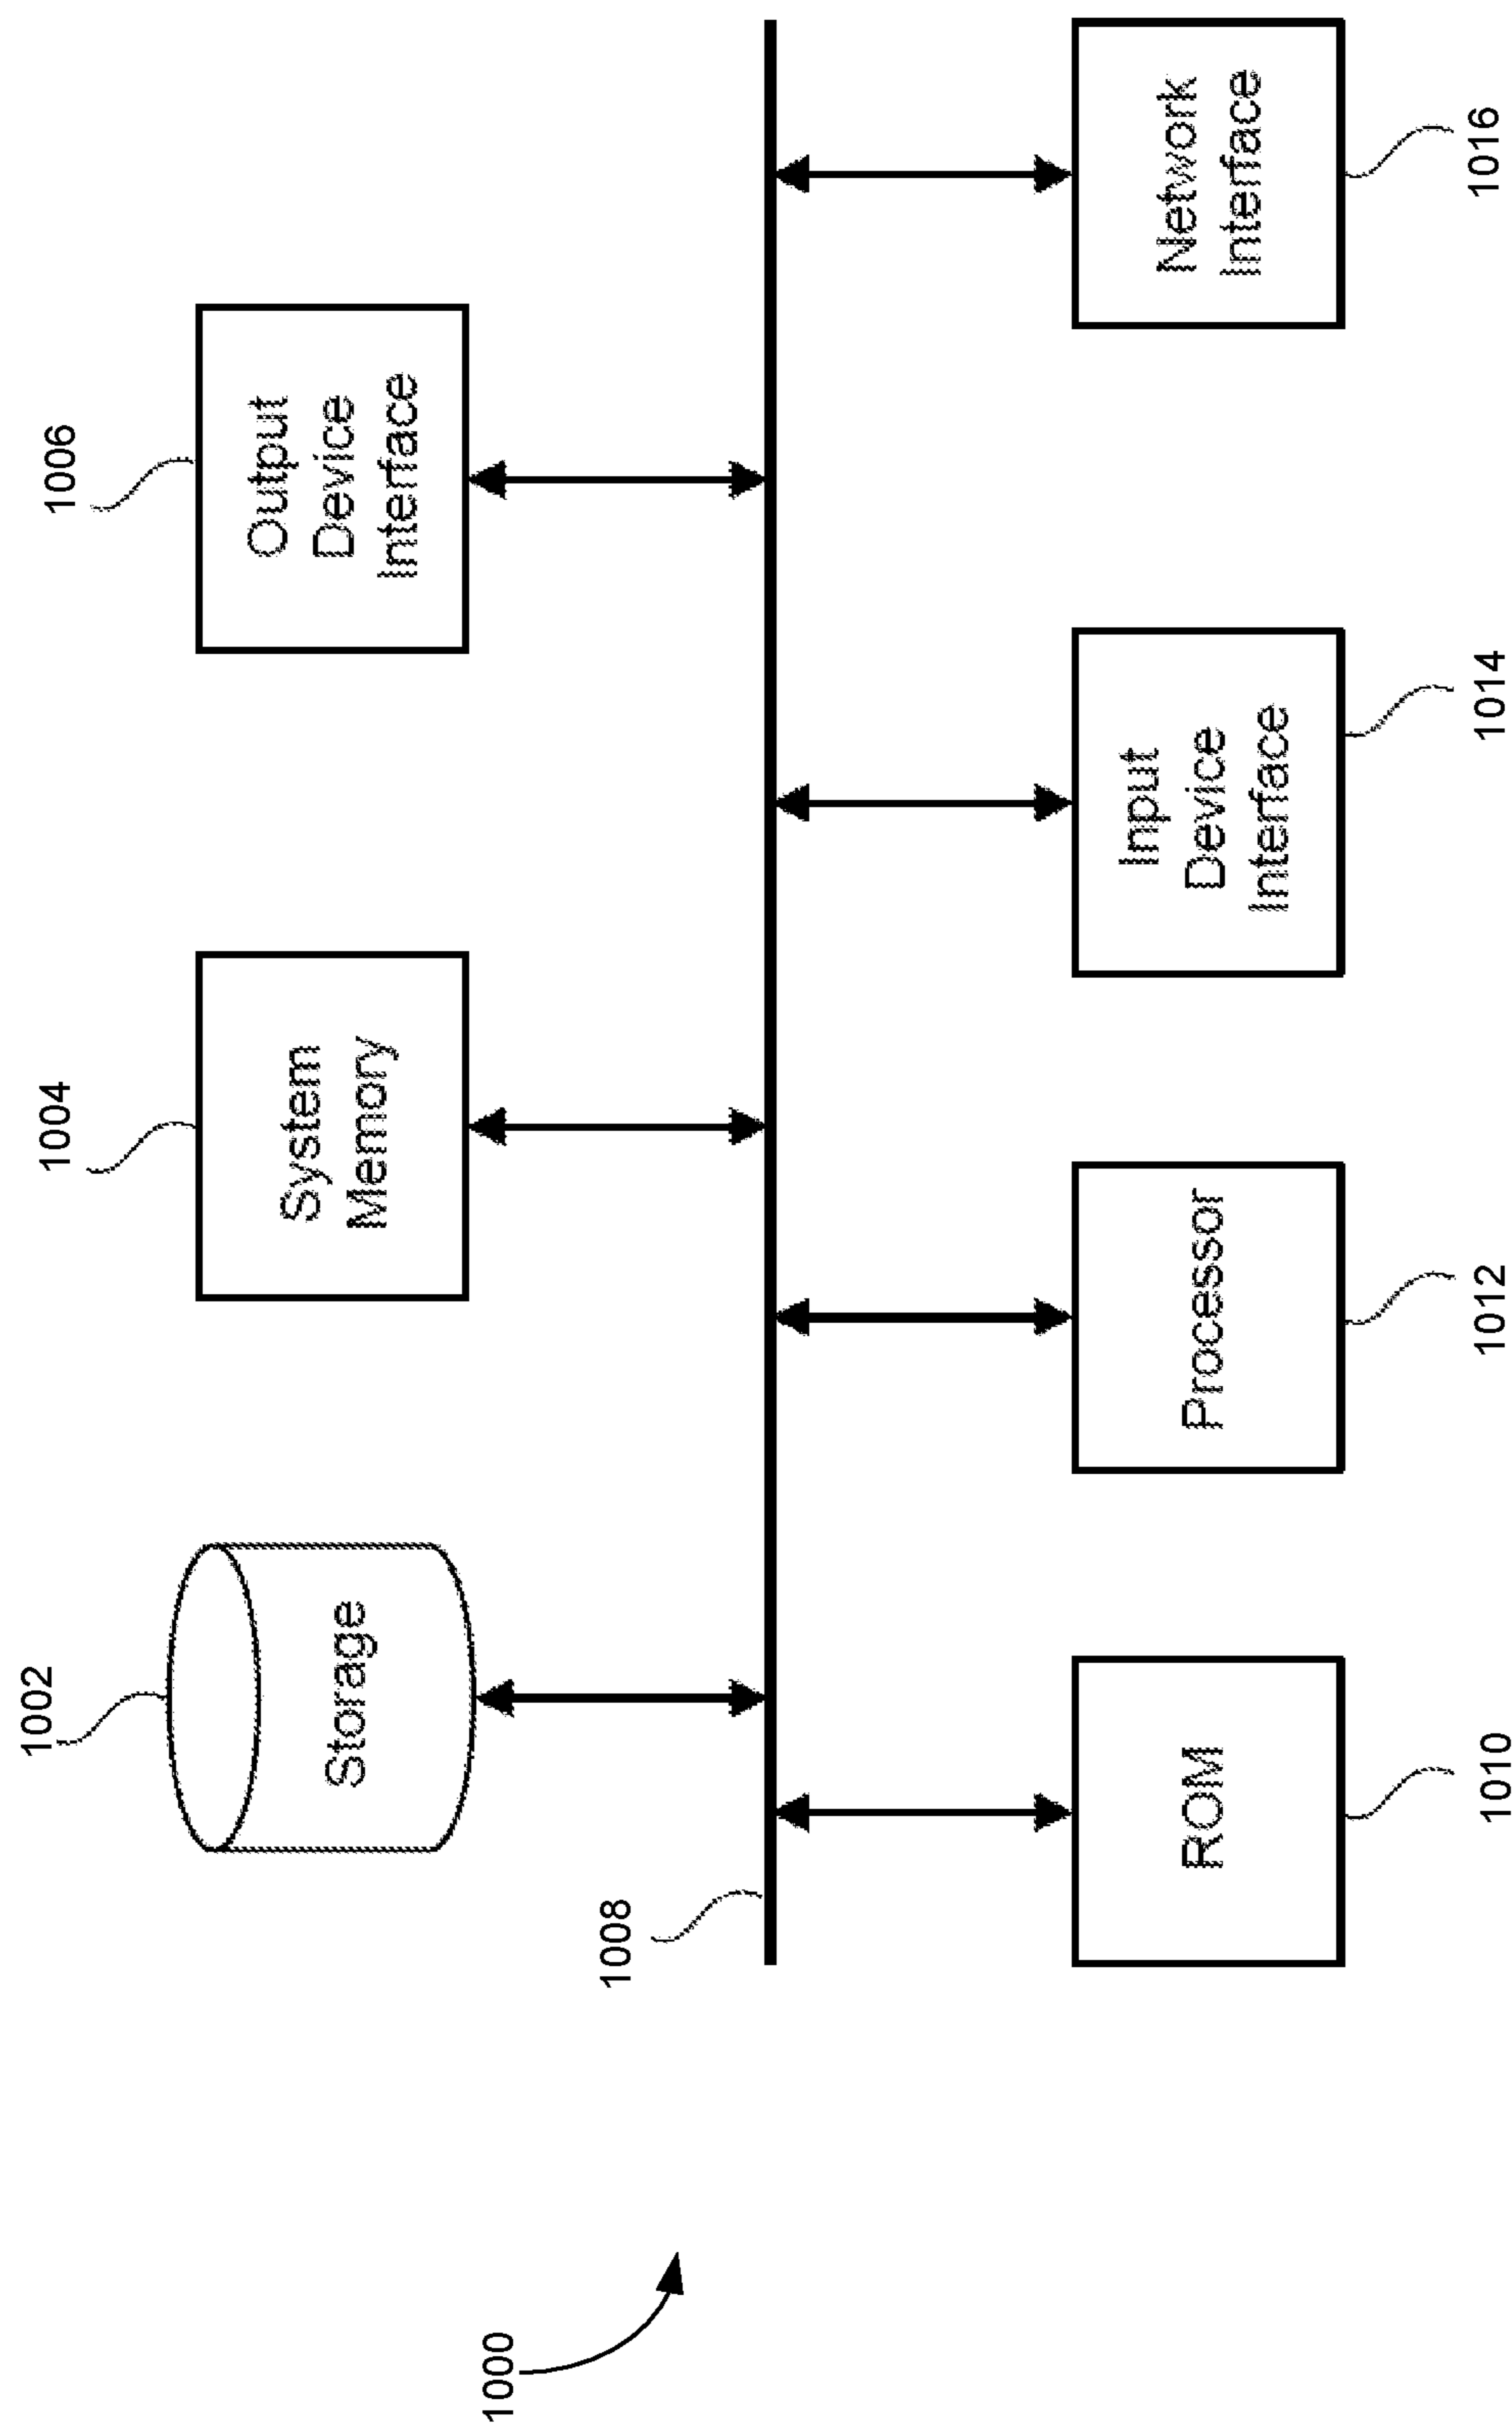 1002
1004
1006
Storage
System
Memory
Output
Device
Interface
1008
ROM
Processor
Input
Device
Interface
Network
Interface
1010
1012
1014
1016
1000